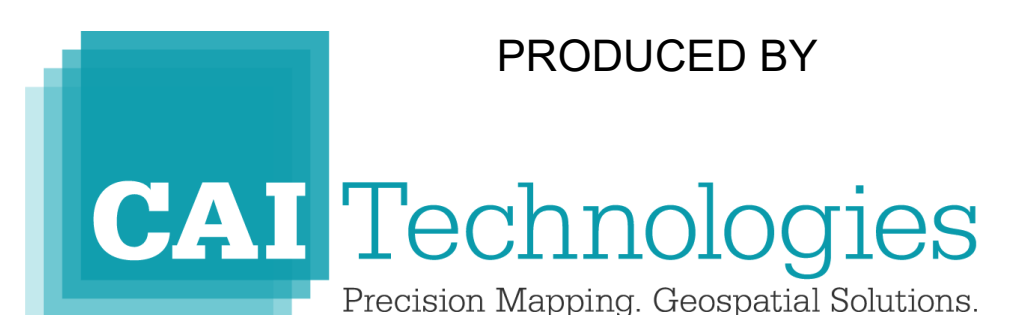 PRODUCED BY
CAI Technologies
Precision Mapping. Geospatial Solutions.